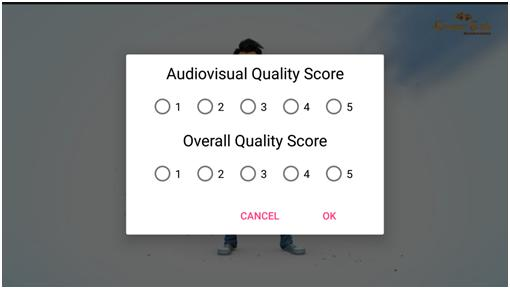 Audiovisual Quality Score
1 2 3 4 5
Overall Quality Score
1 2 3 4 5
CANCEL OK